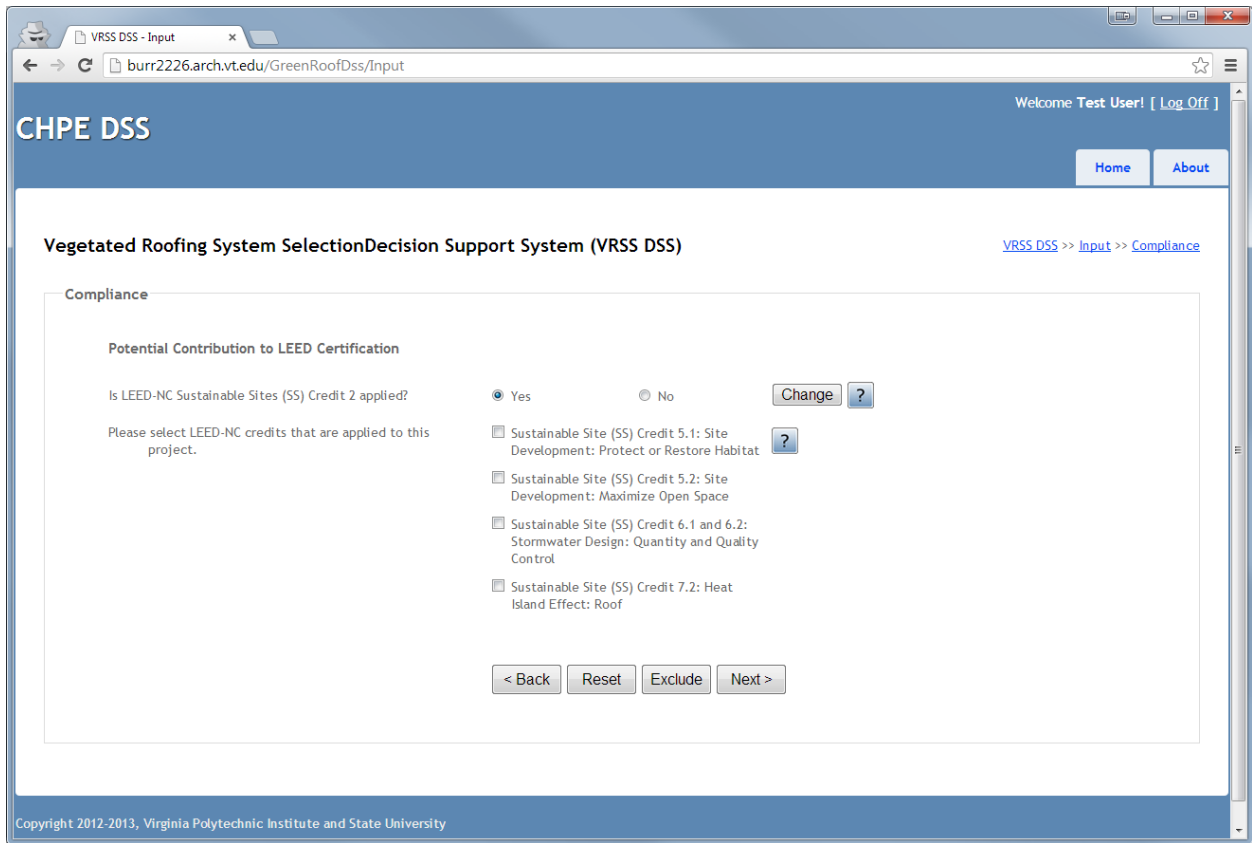 VRSS DSS - Input
burr2226.arch.vt.edu/GreenRoofDss/Input
Welcome Test User! [ Log Off ]
CHPE DSS
Home About
Vegetated Roofing System SelectionDecision Support System (VRSS DSS)
VRSS DSS >> Input >> Compliance
Compliance
Potential Contribution to LEED Certification
Is LEED-NC Sustainable Sites (SS) Credit 2 applied? Yes No Change ?
Please select LEED-NC credits that are applied to this
project.
Sustainable Site (SS) Credit 5.1: Site
Development: Protect or Restore Habitat
?
Sustainable Site (SS) Credit 5.2: Site
Development: Maximize Open Space
Sustainable Site (SS) Credit 6.1 and 6.2:
Stormwater Design: Quantity and Quality
Control
Sustainable Site (SS) Credit 7.2: Heat
Island Effect: Roof
< Back Reset Exclude Next >
Copyright 2012-2013, Virginia Polytechnic Institute and State University